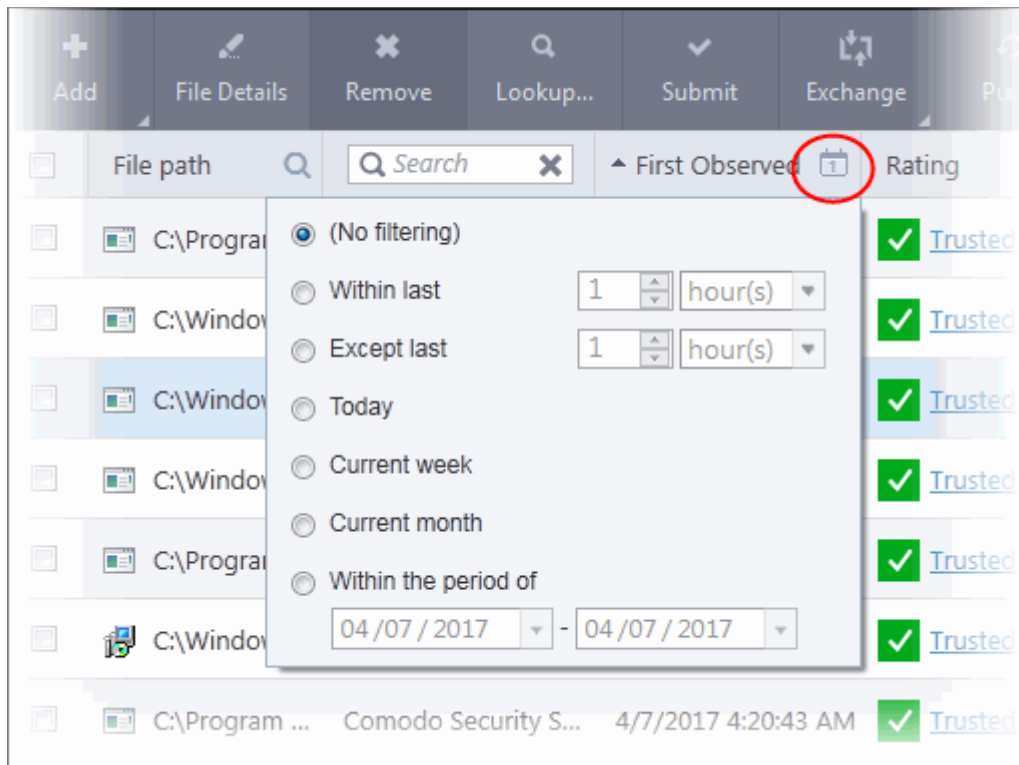 Add File Details Remove Lookup... Submit Exchange
File path Search First Observed 1 Rating
(No filtering)
Within last 1 hour(s)
Except last 1 hour(s)
Today
Current week
Current month
Within the period of
04/07/2017 - 04/07/2017
C:\Program Trusted
C:\Window Trusted
C:\Window Trusted
C:\Window Trusted
C:\Program Trusted
C:\Window Trusted
C:\Program ... Comodo Security S... 4/7/2017 4:20:43 AM Trusted